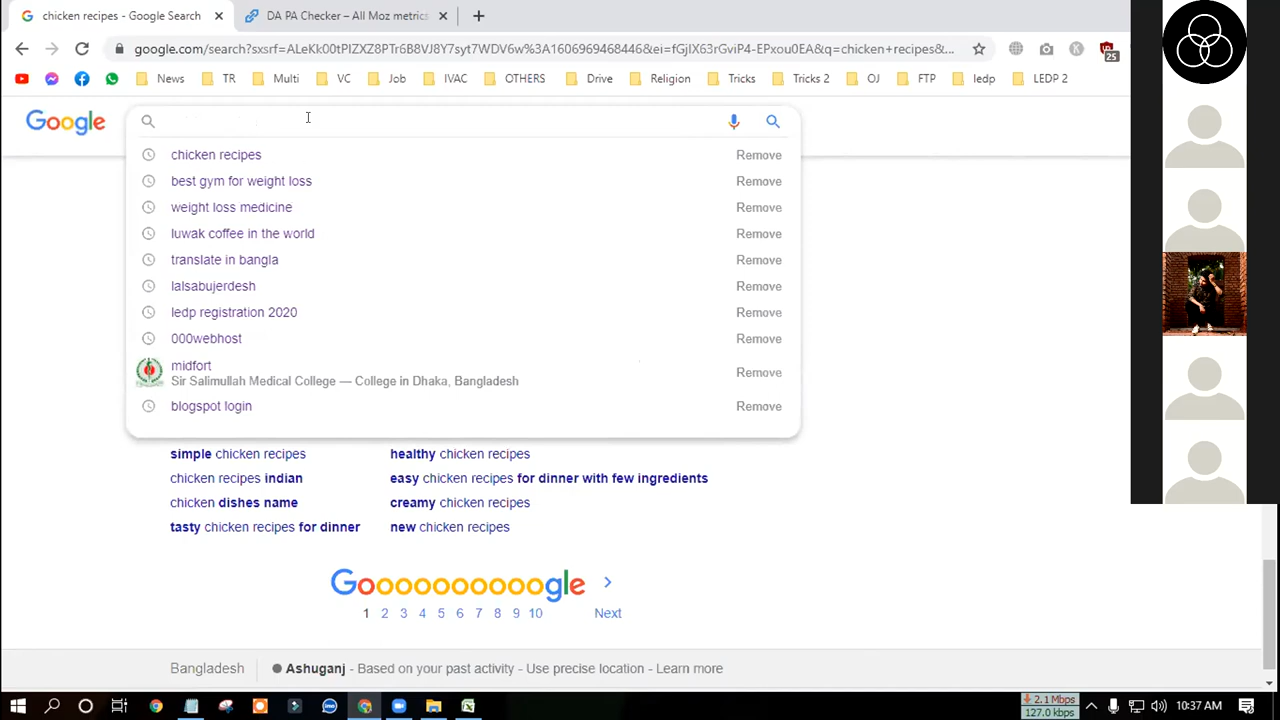 chicken recipes - Google Search
DA PA Checker – All Moz metrics
google.com/search?sxsrf=ALeKk00tPIZXZ8PTr6B8VJ8Y7syt7WDV6w%3A1606969468446&ei=fGjIX63rGviP4-EPxou0EA&q=chicken+recipes&...
25
News TR Multi VC Job IVAC OTHERS Drive Religion Tricks Tricks 2 OJ FTP ledp LEDP 2
Google
chicken recipes Remove
best gym for weight loss Remove
weight loss medicine Remove
luwak coffee in the world Remove
translate in bangla Remove
lalsabujerdesh Remove
ledp registration 2020 Remove
000webhost Remove
midfort
Sir Salimullah Medical College — College in Dhaka, Bangladesh Remove
blogspot login Remove
simple chicken recipes healthy chicken recipes
chicken recipes indian easy chicken recipes for dinner with few ingredients
chicken dishes name creamy chicken recipes
tasty chicken recipes for dinner new chicken recipes
Goooooooooogle
1 2 3 4 5 6 7 8 9 10 Next
Bangladesh Ashuganj - Based on your past activity - Use precise location - Learn more
2.1 Mbps
127.0 kbps
10:37 AM